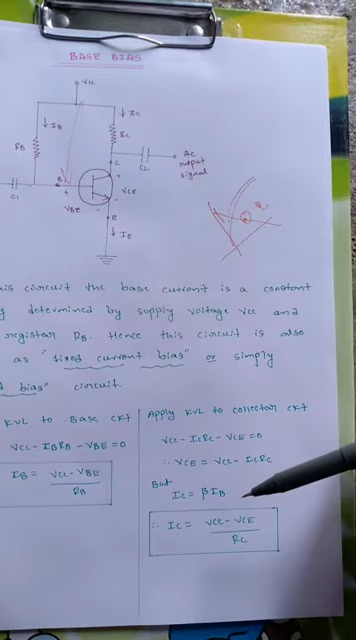 BASE BIAS
VCC
IB
IC
RB
RC
C
C2
AC
output
signal
B
C1
+
+
VCE
VBE
-
-
E
IE
Q
his circuit the base current is a constant
determined by supply voltage Vcc and
register RB. Hence this circuit is also
as "fixed current bias" or simply
d bias" circuit.
KVL to Base CKT
VCC - IBRB - VBE = 0
IB = VCC - VBE
RB
Apply KVL to collector CKT
VCC - ICRC - VCE = 0
∴ VCE = VCC - ICRC
But
IC = βIB
∴ IC = VCC - VCE
RC